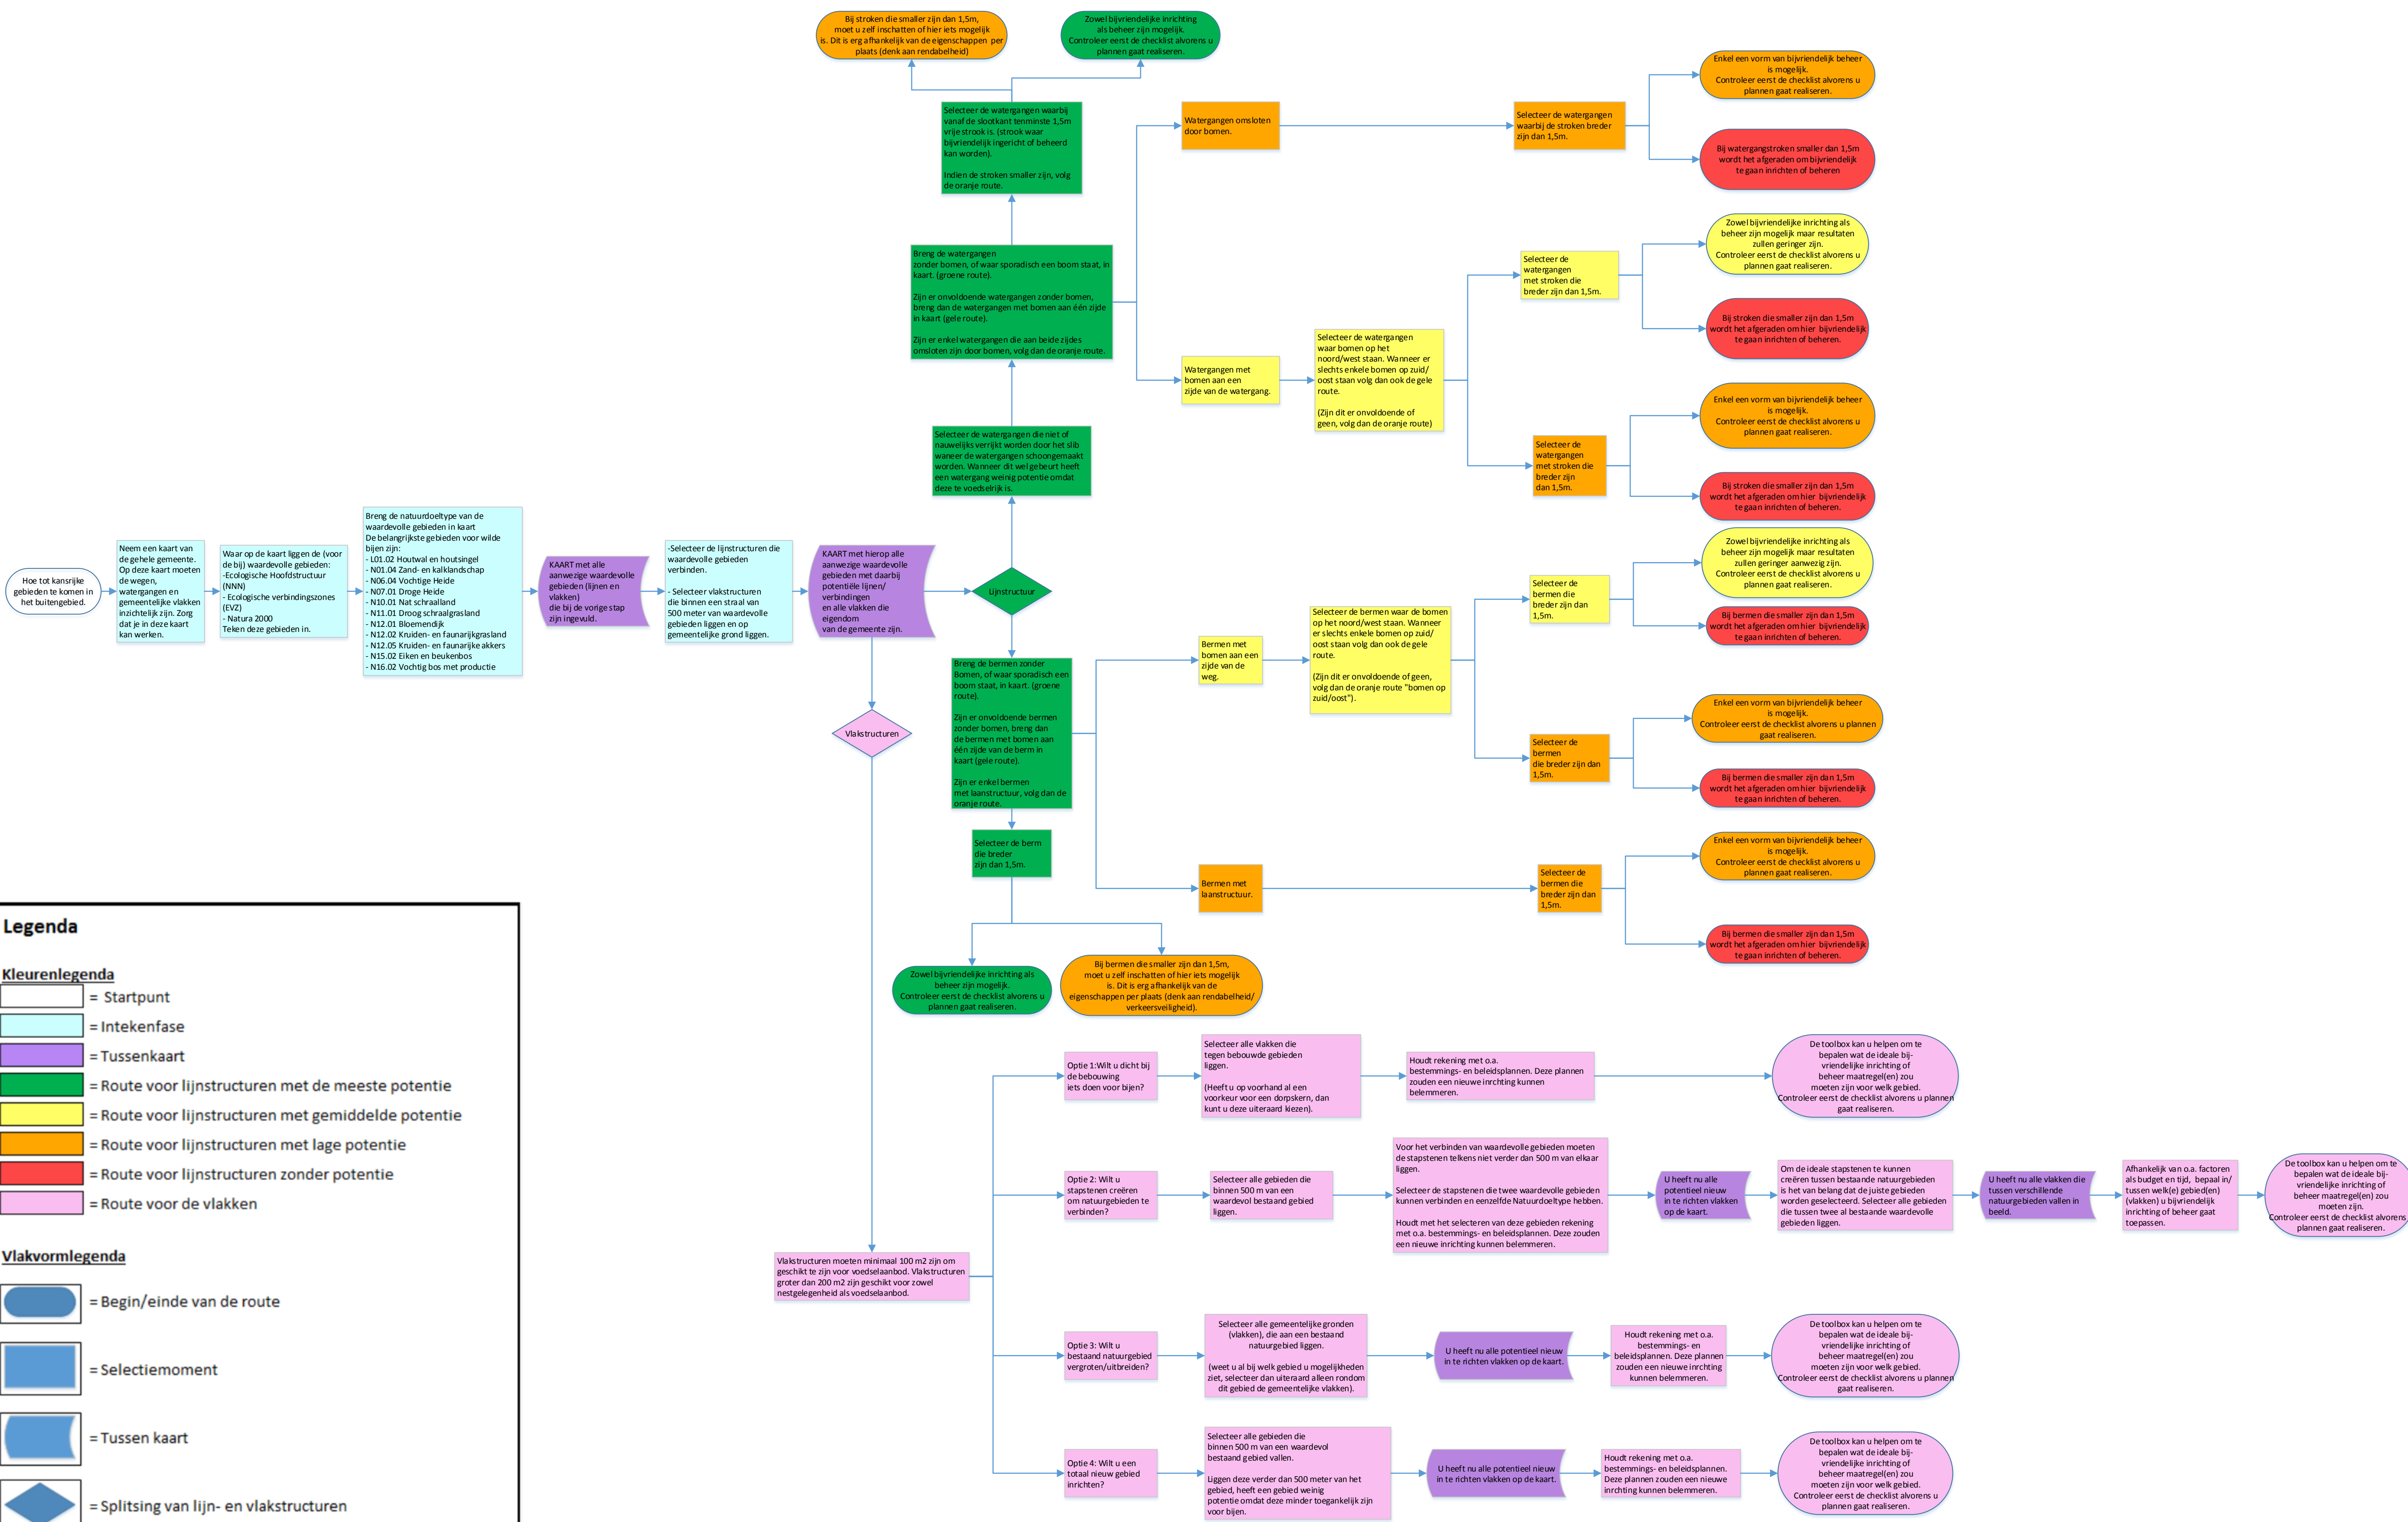 Bij stroken die smaller zijn dan 1,5m,
moet u zelf inschatten of hier iets mogelijk
is. Dit is erg afhankelijk van de eigenschappen per
plaats (denk aan rendabelheid)
Zowel bijvriendelijke inrichting
als beheer zijn mogelijk.
Controleer eerst de checklist alvorens u
plannen gaat realiseren.
Selecteer de watergangen waarbij
vanaf de slootkant tenminste 1,5m
vrije strook is. (strook waar
bijvriendelijk ingericht of beheerd
kan worden).
Indien de stroken smaller zijn, volg
de oranje route.
Watergangen omsloten
door bomen.
Selecteer de watergangen
waarbij de stroken breder
zijn dan 1,5m.
Enkel een vorm van bijvriendelijk beheer
is mogelijk.
Controleer eerst de checklist alvorens u
plannen gaat realiseren.
Bij watergangstroken smaller dan 1,5m
wordt het afgeraden om bijvriendelijk
te gaan inrichten of beheren
Breng de watergangen
zonder bomen, of waar sporadisch een boom staat, in
kaart. (groene route).
Zijn er onvoldoende watergangen zonder bomen,
breng dan de watergangen met bomen aan één zijde
in kaart (gele route).
Zijn er enkel watergangen die aan beide zijdes
omsloten zijn door bomen, volg dan de oranje route.
Watergangen met
bomen aan een
zijde van de watergang.
Selecteer de watergangen
waar bomen op het
noord/west staan. Wanneer er
slechts enkele bomen op zuid/
oost staan volg dan ook de gele
route.
(Zijn dit er onvoldoende of
geen, volg dan de oranje route)
Selecteer de
watergangen
met stroken die
breder zijn dan 1,5m.
Zowel bijvriendelijke inrichting als
beheer zijn mogelijk maar resultaten
zullen geringer zijn.
Controleer eerst de checklist alvorens u
plannen gaat realiseren.
Bij stroken die smaller zijn dan 1,5m
wordt het afgeraden om hier bijvriendelijk
te gaan inrichten of beheren.
Selecteer de
watergangen
met stroken die
breder zijn
dan 1,5m.
Enkel een vorm van bijvriendelijk beheer
is mogelijk.
Controleer eerst de checklist alvorens u
plannen gaat realiseren.
Bij stroken die smaller zijn dan 1,5m
wordt het afgeraden om hier bijvriendelijk
te gaan inrichten of beheren.
Selecteer de watergangen die niet of
nauwelijks verrijkt worden door het slib
waneer de watergangen schoongemaakt
worden. Wanneer dit wel gebeurt heeft
een watergang weinig potentie omdat
deze te voedselrijk is.
Hoe tot kansrijke
gebieden te komen in
het buitengebied.
Neem een kaart van
de gehele gemeente.
Op deze kaart moeten
de wegen,
watergangen en
gemeentelijke vlakken
inzichtelijk zijn. Zorg
dat je in deze kaart
kan werken.
Waar op de kaart liggen de (voor
de bij) waardevolle gebieden:
-Ecologische Hoofdstructuur
(NNN)
- Ecologische verbindingszones
(EVZ)
- Natura 2000
Teken deze gebieden in.
Breng de natuurdoeltype van de
waardevolle gebieden in kaart
De belangrijkste gebieden voor wilde
bijen zijn:
- L01.02 Houtwal en houtsingel
- N01.04 Zand- en kalklandschap
- N06.04 Vochtige Heide
- N07.01 Droge Heide
- N10.01 Nat schraalland
- N11.01 Droog schraalgrasland
- N12.01 Bloemendijk
- N12.02 Kruiden- en faunarijkgrasland
- N12.05 Kruiden- en faunarijke akkers
- N15.02 Eiken en beukenbos
- N16.02 Vochtig bos met productie
KAART met alle
aanwezige waardevolle
gebieden (lijnen en
vlakken)
die bij de vorige stap
zijn ingevuld.
-Selecteer de lijnstructuren die
waardevolle gebieden
verbinden.
- Selecteer vlakstructuren
die binnen een straal van
500 meter van waardevolle
gebieden liggen en op
gemeentelijke grond liggen.
KAART met hierop alle
aanwezige waardevolle
gebieden met daarbij
potentiële lijnen/
verbindingen
en alle vlakken die
eigendom
van de gemeente zijn.
Lijnstructuur
Vlakstructuren
Breng de bermen zonder
Bomen, of waar sporadisch een
boom staat, in kaart. (groene
route).
Zijn er onvoldoende bermen
zonder bomen, breng dan
de bermen met bomen aan
één zijde van de berm in
kaart (gele route).
Zijn er enkel bermen
met laanstructuur, volg dan de
oranje route.
Bermen met
bomen aan een
zijde van de
weg.
Selecteer de bermen waar de bomen
op het noord/west staan. Wanneer
er slechts enkele bomen op zuid/
oost staan volg dan ook de gele
route.
(Zijn dit er onvoldoende of geen,
volg dan de oranje route "bomen op
zuid/oost").
Selecteer de
bermen die
breder zijn dan
1,5m.
Zowel bijvriendelijke inrichting als
beheer zijn mogelijk maar resultaten
zullen geringer aanwezig zijn.
Controleer eerst de checklist alvorens u
plannen gaat realiseren.
Bij bermen die smaller zijn dan 1,5m
wordt het afgeraden om hier bijvriendelijk
te gaan inrichten of beheren.
Selecteer de
bermen
die breder zijn dan
1,5m.
Enkel een vorm van bijvriendelijk beheer
is mogelijk.
Controleer eerst de checklist alvorens u plannen
gaat realiseren.
Bij bermen die smaller zijn dan 1,5m
wordt het afgeraden om hier bijvriendelijk
te gaan inrichten of beheren.
Selecteer de berm
die breder
zijn dan 1,5m.
Bermen met
laanstructuur.
Selecteer de
bermen die
breder zijn dan
1,5m.
Enkel een vorm van bijvriendelijk beheer
is mogelijk.
Controleer eerst de checklist alvorens u
plannen gaat realiseren.
Bij bermen die smaller zijn dan 1,5m
wordt het afgeraden om hier bijvriendelijk
te gaan inrichten of beheren.
Zowel bijvriendelijke inrichting als
beheer zijn mogelijk.
Controleer eerst de checklist alvorens u
plannen gaat realiseren.
Bij bermen die smaller zijn dan 1,5m,
moet u zelf inschatten of hier iets mogelijk
is. Dit is erg afhankelijk van de
eigenschappen per plaats (denk aan rendabelheid/
verkeersveiligheid).
Vlakstructuren moeten minimaal 100 m2 zijn om
geschikt te zijn voor voedselaanbod. Vlakstructuren
groter dan 200 m2 zijn geschikt voor zowel
nestgelegenheid als voedselaanbod.
Optie 1:Wilt u dicht bij
de bebouwing
iets doen voor bijen?
Selecteer alle vlakken die
tegen bebouwde gebieden
liggen.
(Heeft u op voorhand al een
voorkeur voor een dorpskern, dan
kunt u deze uiteraard kiezen).
Houdt rekening met o.a.
bestemmings- en beleidsplannen. Deze plannen
zouden een nieuwe inrchting kunnen
belemmeren.
De toolbox kan u helpen om te
bepalen wat de ideale bij-
vriendelijke inrichting of
beheer maatregel(en) zou
moeten zijn voor welk gebied.
Controleer eerst de checklist alvorens u plannen
gaat realiseren.
Optie 2: Wilt u
stapstenen creëren
om natuurgebieden te
verbinden?
Selecteer alle gebieden die
binnen 500 m van een
waardevol bestaand gebied
liggen.
Voor het verbinden van waardevolle gebieden moeten
de stapstenen telkens niet verder dan 500 m van elkaar
liggen.
Selecteer de stapstenen die twee waardevolle gebieden
kunnen verbinden en eenzelfde Natuurdoeltype hebben.
Houdt met het selecteren van deze gebieden rekening
met o.a. bestemmings- en beleidsplannen. Deze zouden
een nieuwe inrichting kunnen belemmeren.
U heeft nu alle
potentieel nieuw
in te richten vlakken
op de kaart.
Om de ideale stapstenen te kunnen
creëren tussen bestaande natuurgebieden
is het van belang dat de juiste gebieden
worden geselecteerd. Selecteer alle gebieden
die tussen twee al bestaande waardevolle
gebieden liggen.
U heeft nu alle vlakken die
tussen verschillende
natuurgebieden vallen in
beeld.
Afhankelijk van o.a. factoren
als budget en tijd, bepaal in/
tussen welk(e) gebied(en)
(vlakken) u bijvriendelijk
inrichting of beheer gaat
toepassen.
De toolbox kan u helpen om te
bepalen wat de ideale bij-
vriendelijke inrichting of
beheer maatregel(en) zou
moeten zijn.
Controleer eerst de checklist alvorens
plannen gaat realiseren.
Optie 3: Wilt u
bestaand natuurgebied
vergroten/uitbreiden?
Selecteer alle gemeentelijke gronden
(vlakken), die aan een bestaand
natuurgebied liggen.
(weet u al bij welk gebied u mogelijkheden
ziet, selecteer dan uiteraard alleen rondom
dit gebied de gemeentelijke vlakken).
U heeft nu alle potentieel nieuw
in te richten vlakken op de kaart.
Houdt rekening met o.a.
bestemmings- en
beleidsplannen. Deze plannen
zouden een nieuwe inrchting
kunnen belemmeren.
De toolbox kan u helpen om te
bepalen wat de ideale bij-
vriendelijke inrichting of
beheer maatregel(en) zou
moeten zijn voor welk gebied.
Controleer eerst de checklist alvorens u plannen
gaat realiseren.
Optie 4: Wilt u een
totaal nieuw gebied
inrichten?
Selecteer alle gebieden die
binnen 500 m van een waardevol
bestaand gebied vallen.
Liggen deze verder dan 500 meter van het
gebied, heeft een gebied weinig
potentie omdat deze minder toegankelijk zijn
voor bijen.
U heeft nu alle potentieel nieuw
in te richten vlakken op de kaart.
Houdt rekening met o.a.
bestemmings- en beleidsplannen.
Deze plannen zouden een nieuwe
inrchting kunnen belemmeren.
De toolbox kan u helpen om te
bepalen wat de ideale bij-
vriendelijke inrichting of
beheer maatregel(en) zou
moeten zijn voor welk gebied.
Controleer eerst de checklist alvorens u
plannen gaat realiseren.
Legenda
Kleurenlegenda
= Startpunt
= Intekenfase
= Tussenkaart
= Route voor lijnstructuren met de meeste potentie
= Route voor lijnstructuren met gemiddelde potentie
= Route voor lijnstructuren met lage potentie
= Route voor lijnstructuren zonder potentie
= Route voor de vlakken
Vlakvormlegenda
= Begin/einde van de route
= Selectiemoment
= Tussen kaart
= Splitsing van lijn- en vlakstructuren